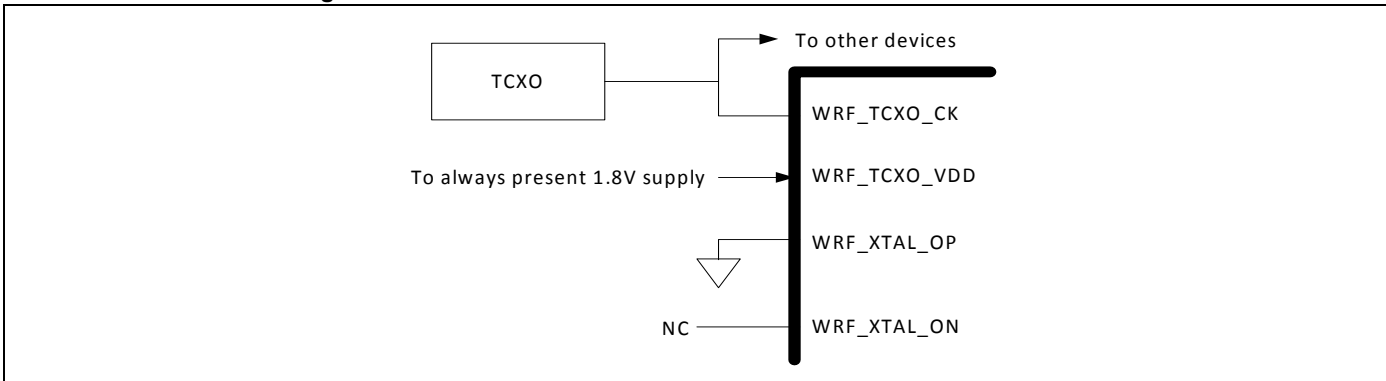 To other devices
TCXO
WRF_TCXO_CK
To always present 1.8V supply
WRF_TCXO_VDD
WRF_XTAL_OP
NC
WRF_XTAL_ON